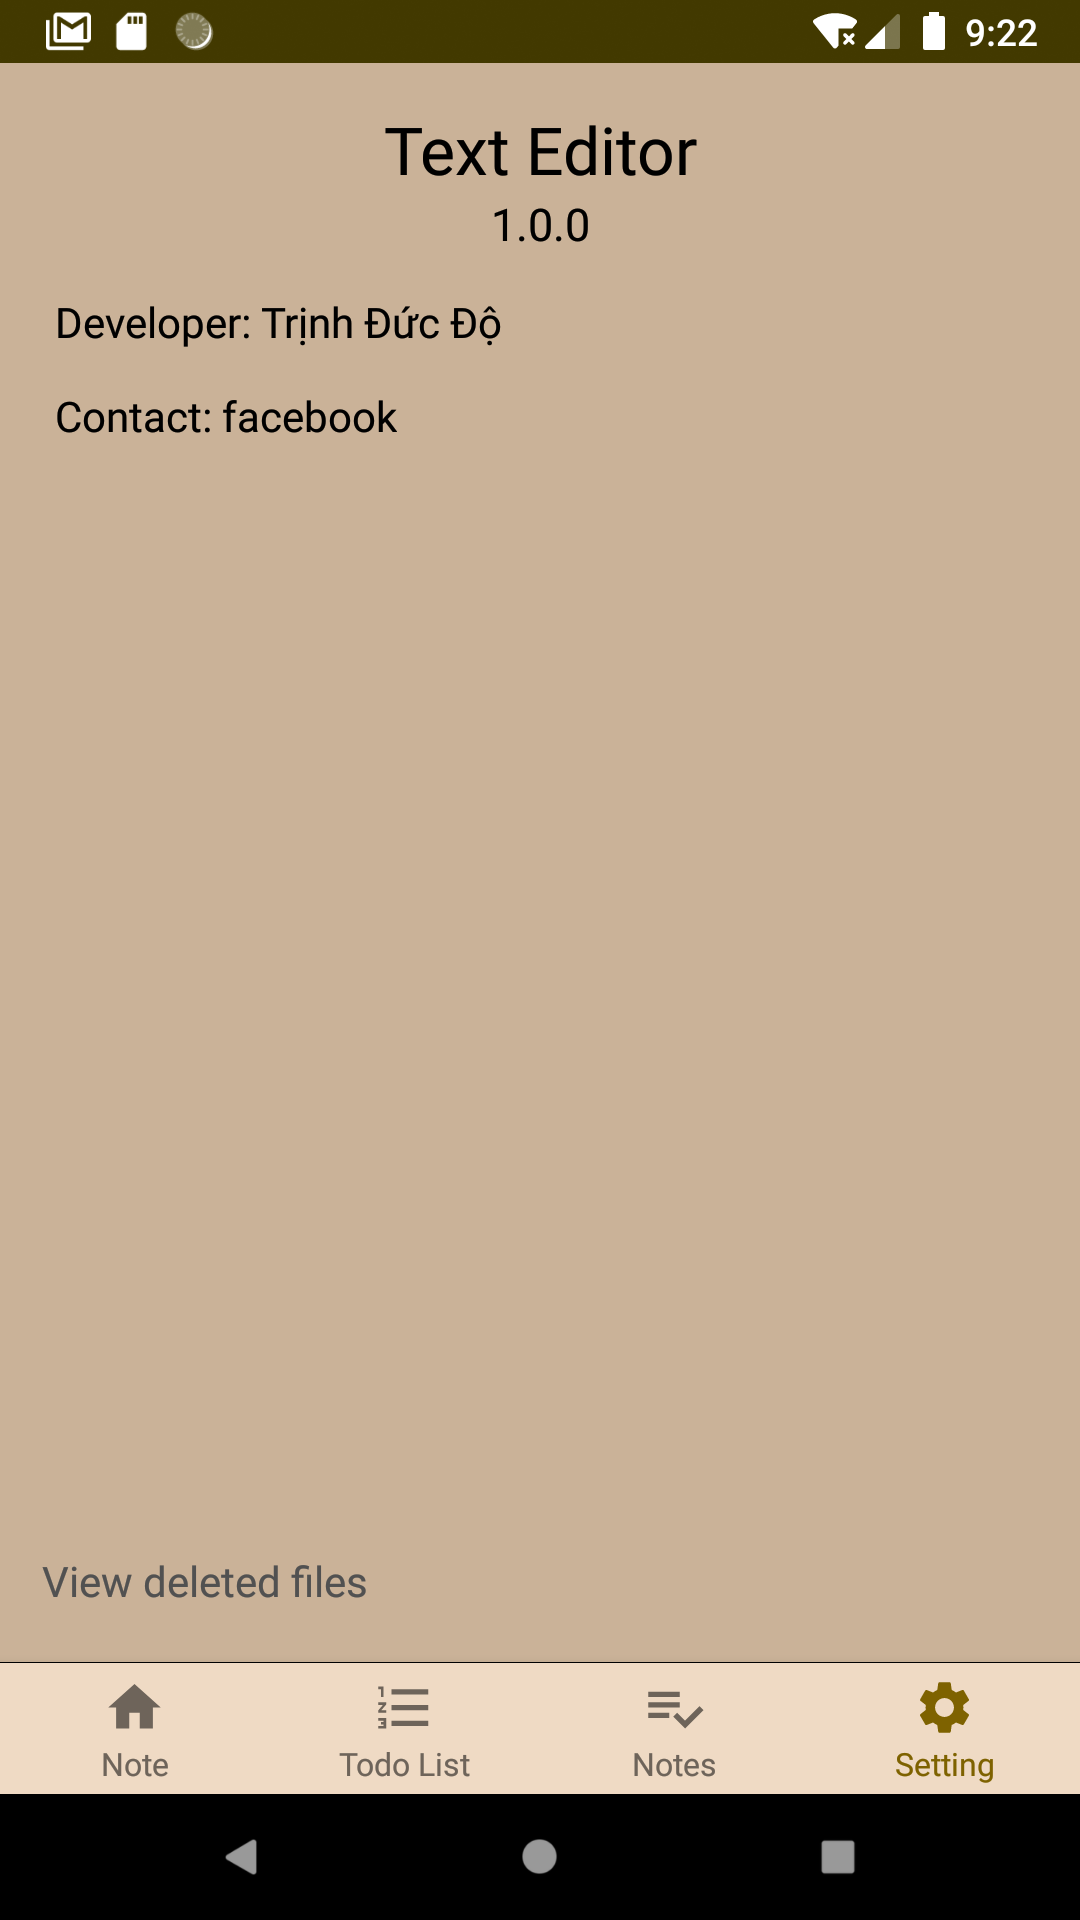 9:22
Text Editor
1.0.0
Developer: Trịnh Đức Độ
Contact: facebook
View deleted files
Note
Todo List
Notes
Setting